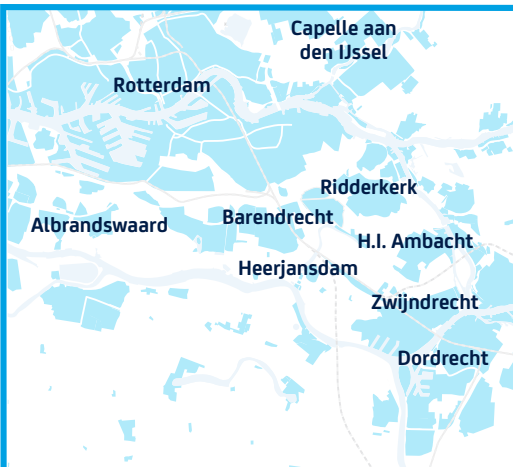 Capelle aan
den IJssel
Rotterdam
Ridderkerk
Barendrecht
Albrandswaard
H.I. Ambacht
Heerjansdam
Zwijndrecht
Dordrecht